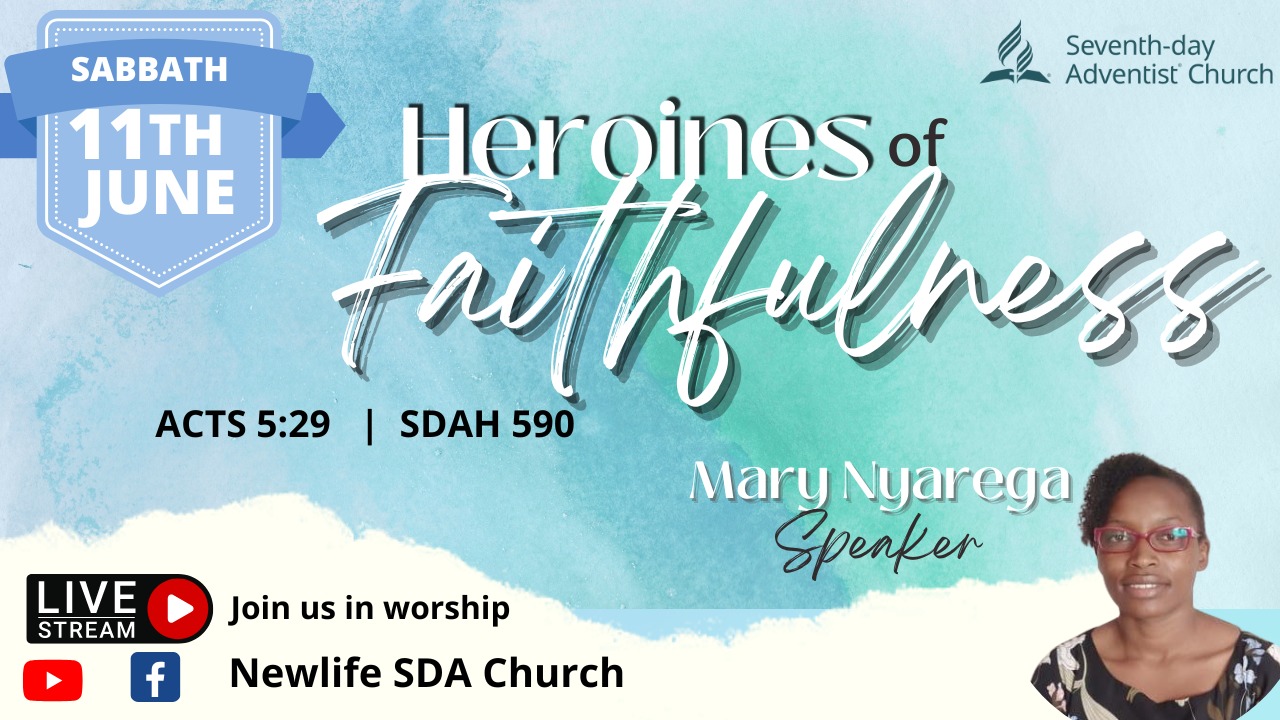 SABBATH
11TH
JUNE
Seventh-day
Adventist® Church
Heroines of
Faithfulness
ACTS 5:29 | SDAH 590
Mary Nyarega
Speaker
LIVE
STREAM
Join us in worship
Newlife SDA Church